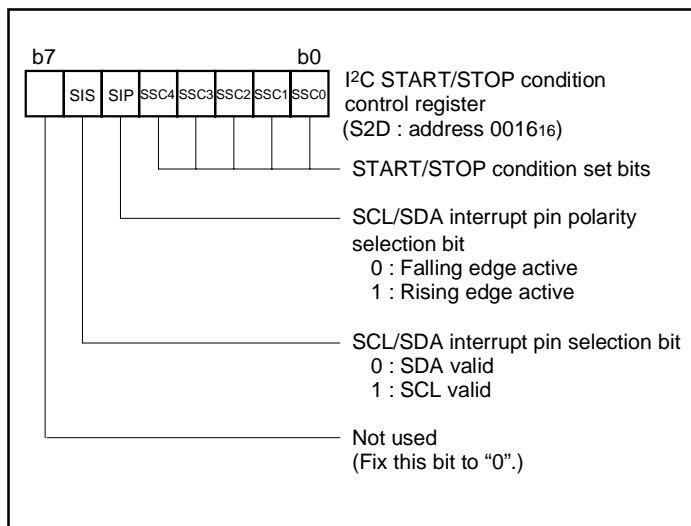 b7 b0
SIS SIP SSC4 SSC3 SSC2 SSC1 SSC0
I2C START/STOP condition
control register
(S2D : address 001616)
START/STOP condition set bits
SCL/SDA interrupt pin polarity
selection bit
0 : Falling edge active
1 : Rising edge active
SCL/SDA interrupt pin selection bit
0 : SDA valid
1 : SCL valid
Not used
(Fix this bit to “0”.)